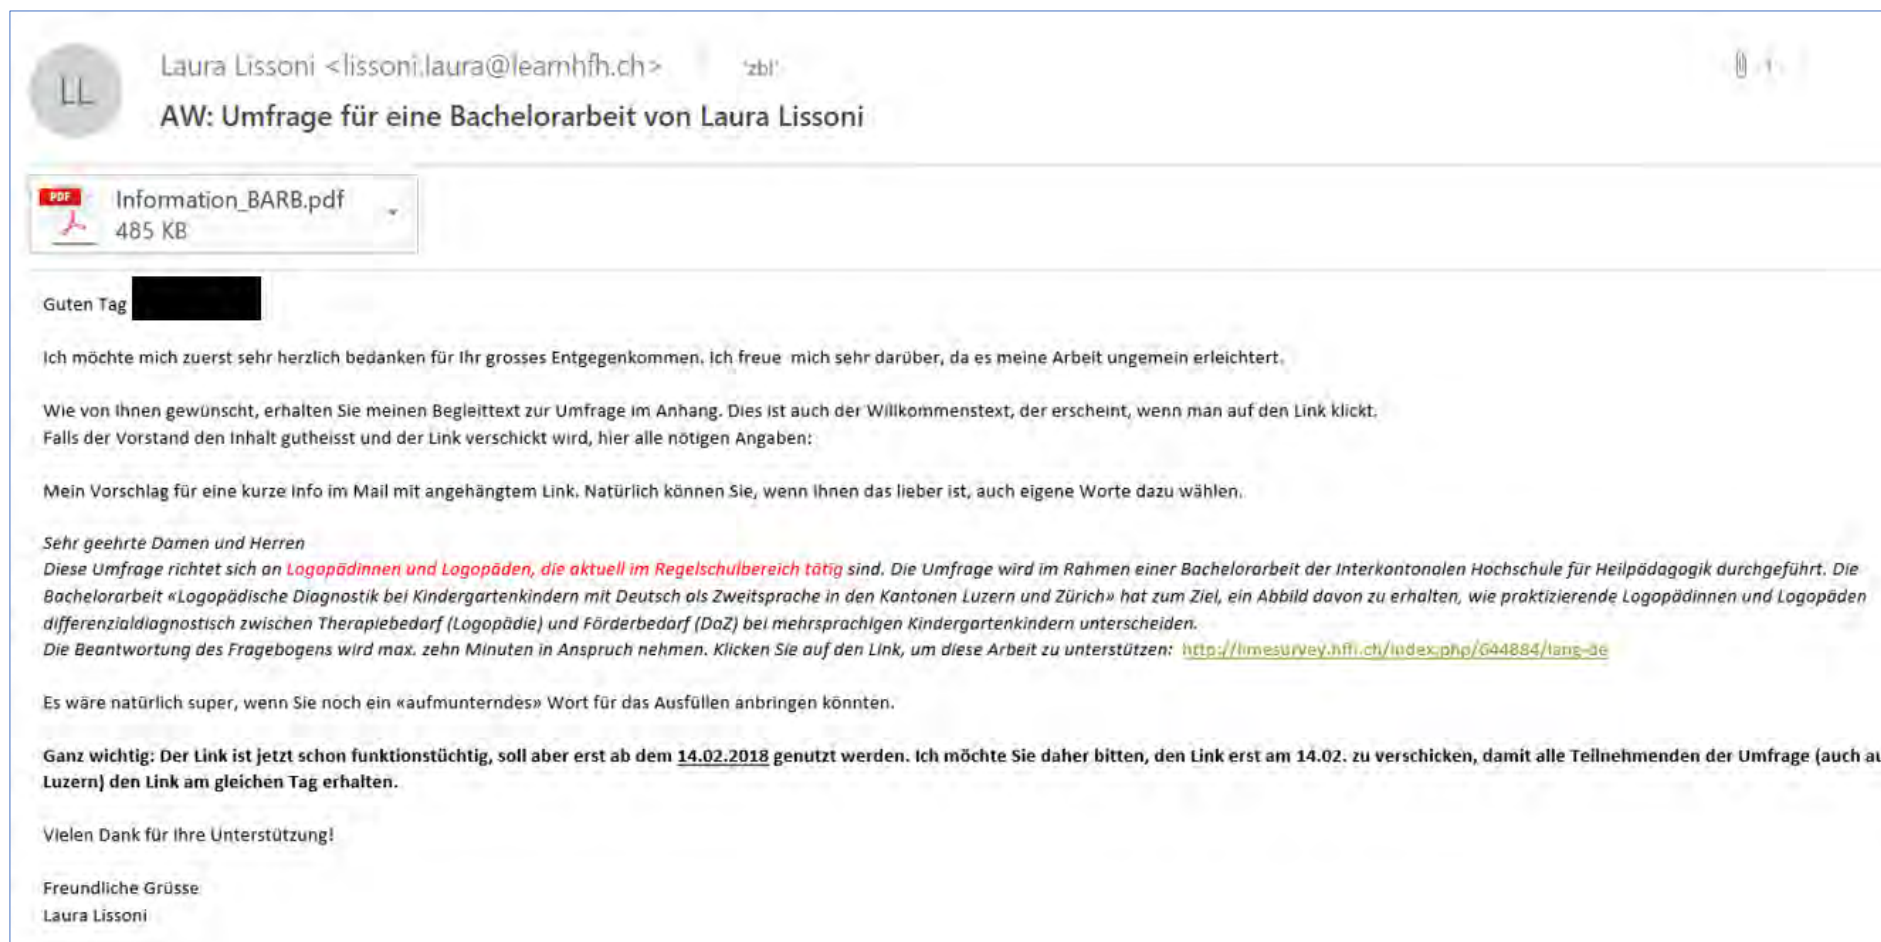 Laura Lissoni <lissoni.laura@learnhfh.ch> 'zbl' 1
LL
AW: Umfrage für eine Bachelorarbeit von Laura Lissoni
PDF Information_BARB.pdf
485 KB
Guten Tag
Ich möchte mich zuerst sehr herzlich bedanken für Ihr grosses Entgegenkommen. Ich freue mich sehr darüber, da es meine Arbeit ungemein erleichtert.
Wie von Ihnen gewünscht, erhalten Sie meinen Begleittext zur Umfrage im Anhang. Dies ist auch der Willkommenstext, der erscheint, wenn man auf den Link klickt.
Falls der Vorstand den Inhalt gutheisst und der Link verschickt wird, hier alle nötigen Angaben:
Mein Vorschlag für eine kurze Info im Mail mit angehängtem Link. Natürlich können Sie, wenn Ihnen das lieber ist, auch eigene Worte dazu wählen.
Sehr geehrte Damen und Herren
Diese Umfrage richtet sich an Logopädinnen und Logopäden, die aktuell im Regelschulbereich tätig sind. Die Umfrage wird im Rahmen einer Bachelorarbeit der Interkantonalen Hochschule für Heilpädagogik durchgeführt. Die
Bachelorarbeit «Logopädische Diagnostik bei Kindergartenkindern mit Deutsch als Zweitsprache in den Kantonen Luzern und Zürich» hat zum Ziel, ein Abbild davon zu erhalten, wie praktizierende Logopädinnen und Logopäden
differenzialdiagnostisch zwischen Therapiebedarf (Logopädie) und Förderbedarf (DaZ) bei mehrsprachigen Kindergartenkindern unterscheiden.
Die Beantwortung des Fragebogens wird max. zehn Minuten in Anspruch nehmen. Klicken Sie auf den Link, um diese Arbeit zu unterstützen:
Es wäre natürlich super, wenn Sie noch ein «aufmunterndes» Wort für das Ausfüllen anbringen könnten.
Ganz wichtig: Der Link ist jetzt schon funktionstüchtig, soll aber erst ab dem 14.02.2018 genutzt werden. Ich möchte Sie daher bitten, den Link erst am 14.02. zu verschicken, damit alle Teilnehmenden der Umfrage (auch au
Luzern) den Link am gleichen Tag erhalten.
Vielen Dank für Ihre Unterstützung!
Freundliche Grüsse
Laura Lissoni